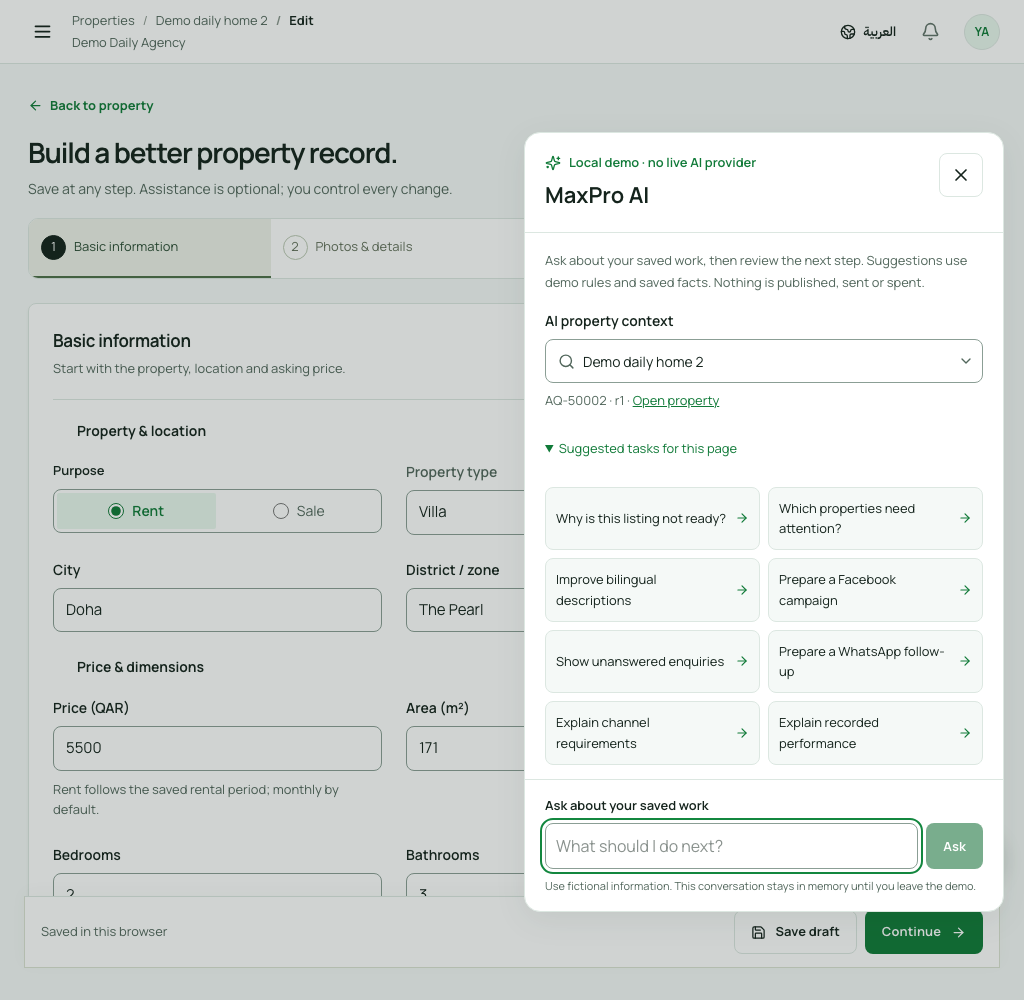 Properties / Demo daily home 2 / Edit
Demo Daily Agency
العربية
YA
Back to property
Build a better property record.
Save at any step. Assistance is optional; you control every change.
1 Basic information
2 Photos & details
Basic information
Start with the property, location and asking price.
Property & location
Purpose
Property type
Rent
Sale
Villa
City
District / zone
Doha
The Pearl
Price & dimensions
Price (QAR)
Area (m²)
5500
171
Rent follows the saved rental period; monthly by
default.
Bedrooms
Bathrooms
2
3
Saved in this browser
Save draft
Continue
Local demo · no live AI provider
MaxPro AI
Ask about your saved work, then review the next step. Suggestions use
demo rules and saved facts. Nothing is published, sent or spent.
AI property context
Demo daily home 2
AQ-50002 · r1 · Open property
Suggested tasks for this page
Why is this listing not ready?
Which properties need
attention?
Improve bilingual
descriptions
Prepare a Facebook
campaign
Show unanswered enquiries
Prepare a WhatsApp follow-
up
Explain channel
requirements
Explain recorded
performance
Ask about your saved work
What should I do next?
Ask
Use fictional information. This conversation stays in memory until you leave the demo.